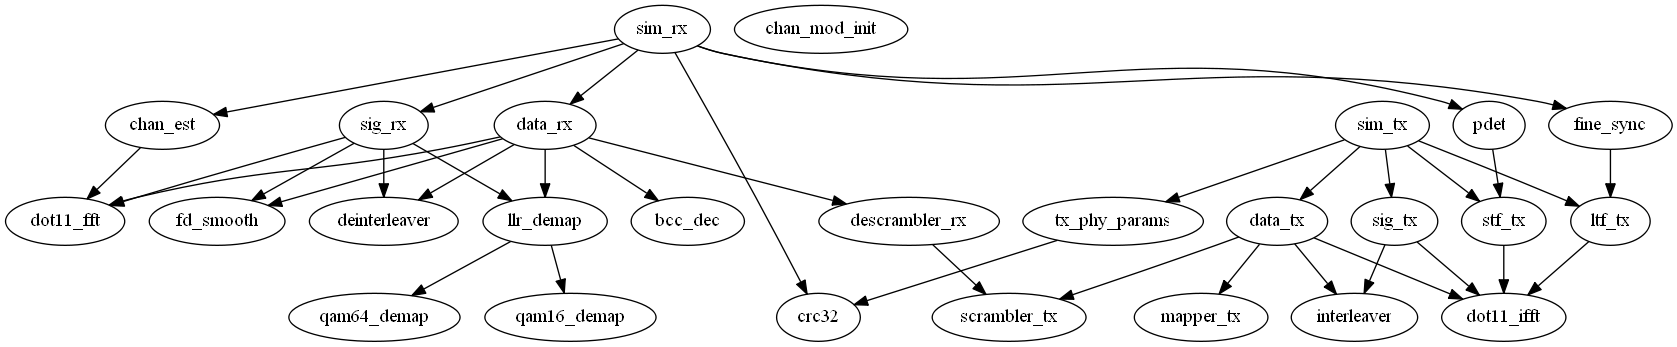 sim_rx
chan_mod_init
chan_est
sig_rx
data_rx
sim_tx
pdet
fine_sync
dot11_fft
fd_smooth
deinterleaver
llr_demap
bcc_dec
descrambler_rx
tx_phy_params
data_tx
sig_tx
stf_tx
ltf_tx
qam64_demap
qam16_demap
crc32
scrambler_tx
mapper_tx
interleaver
dot11_ifft